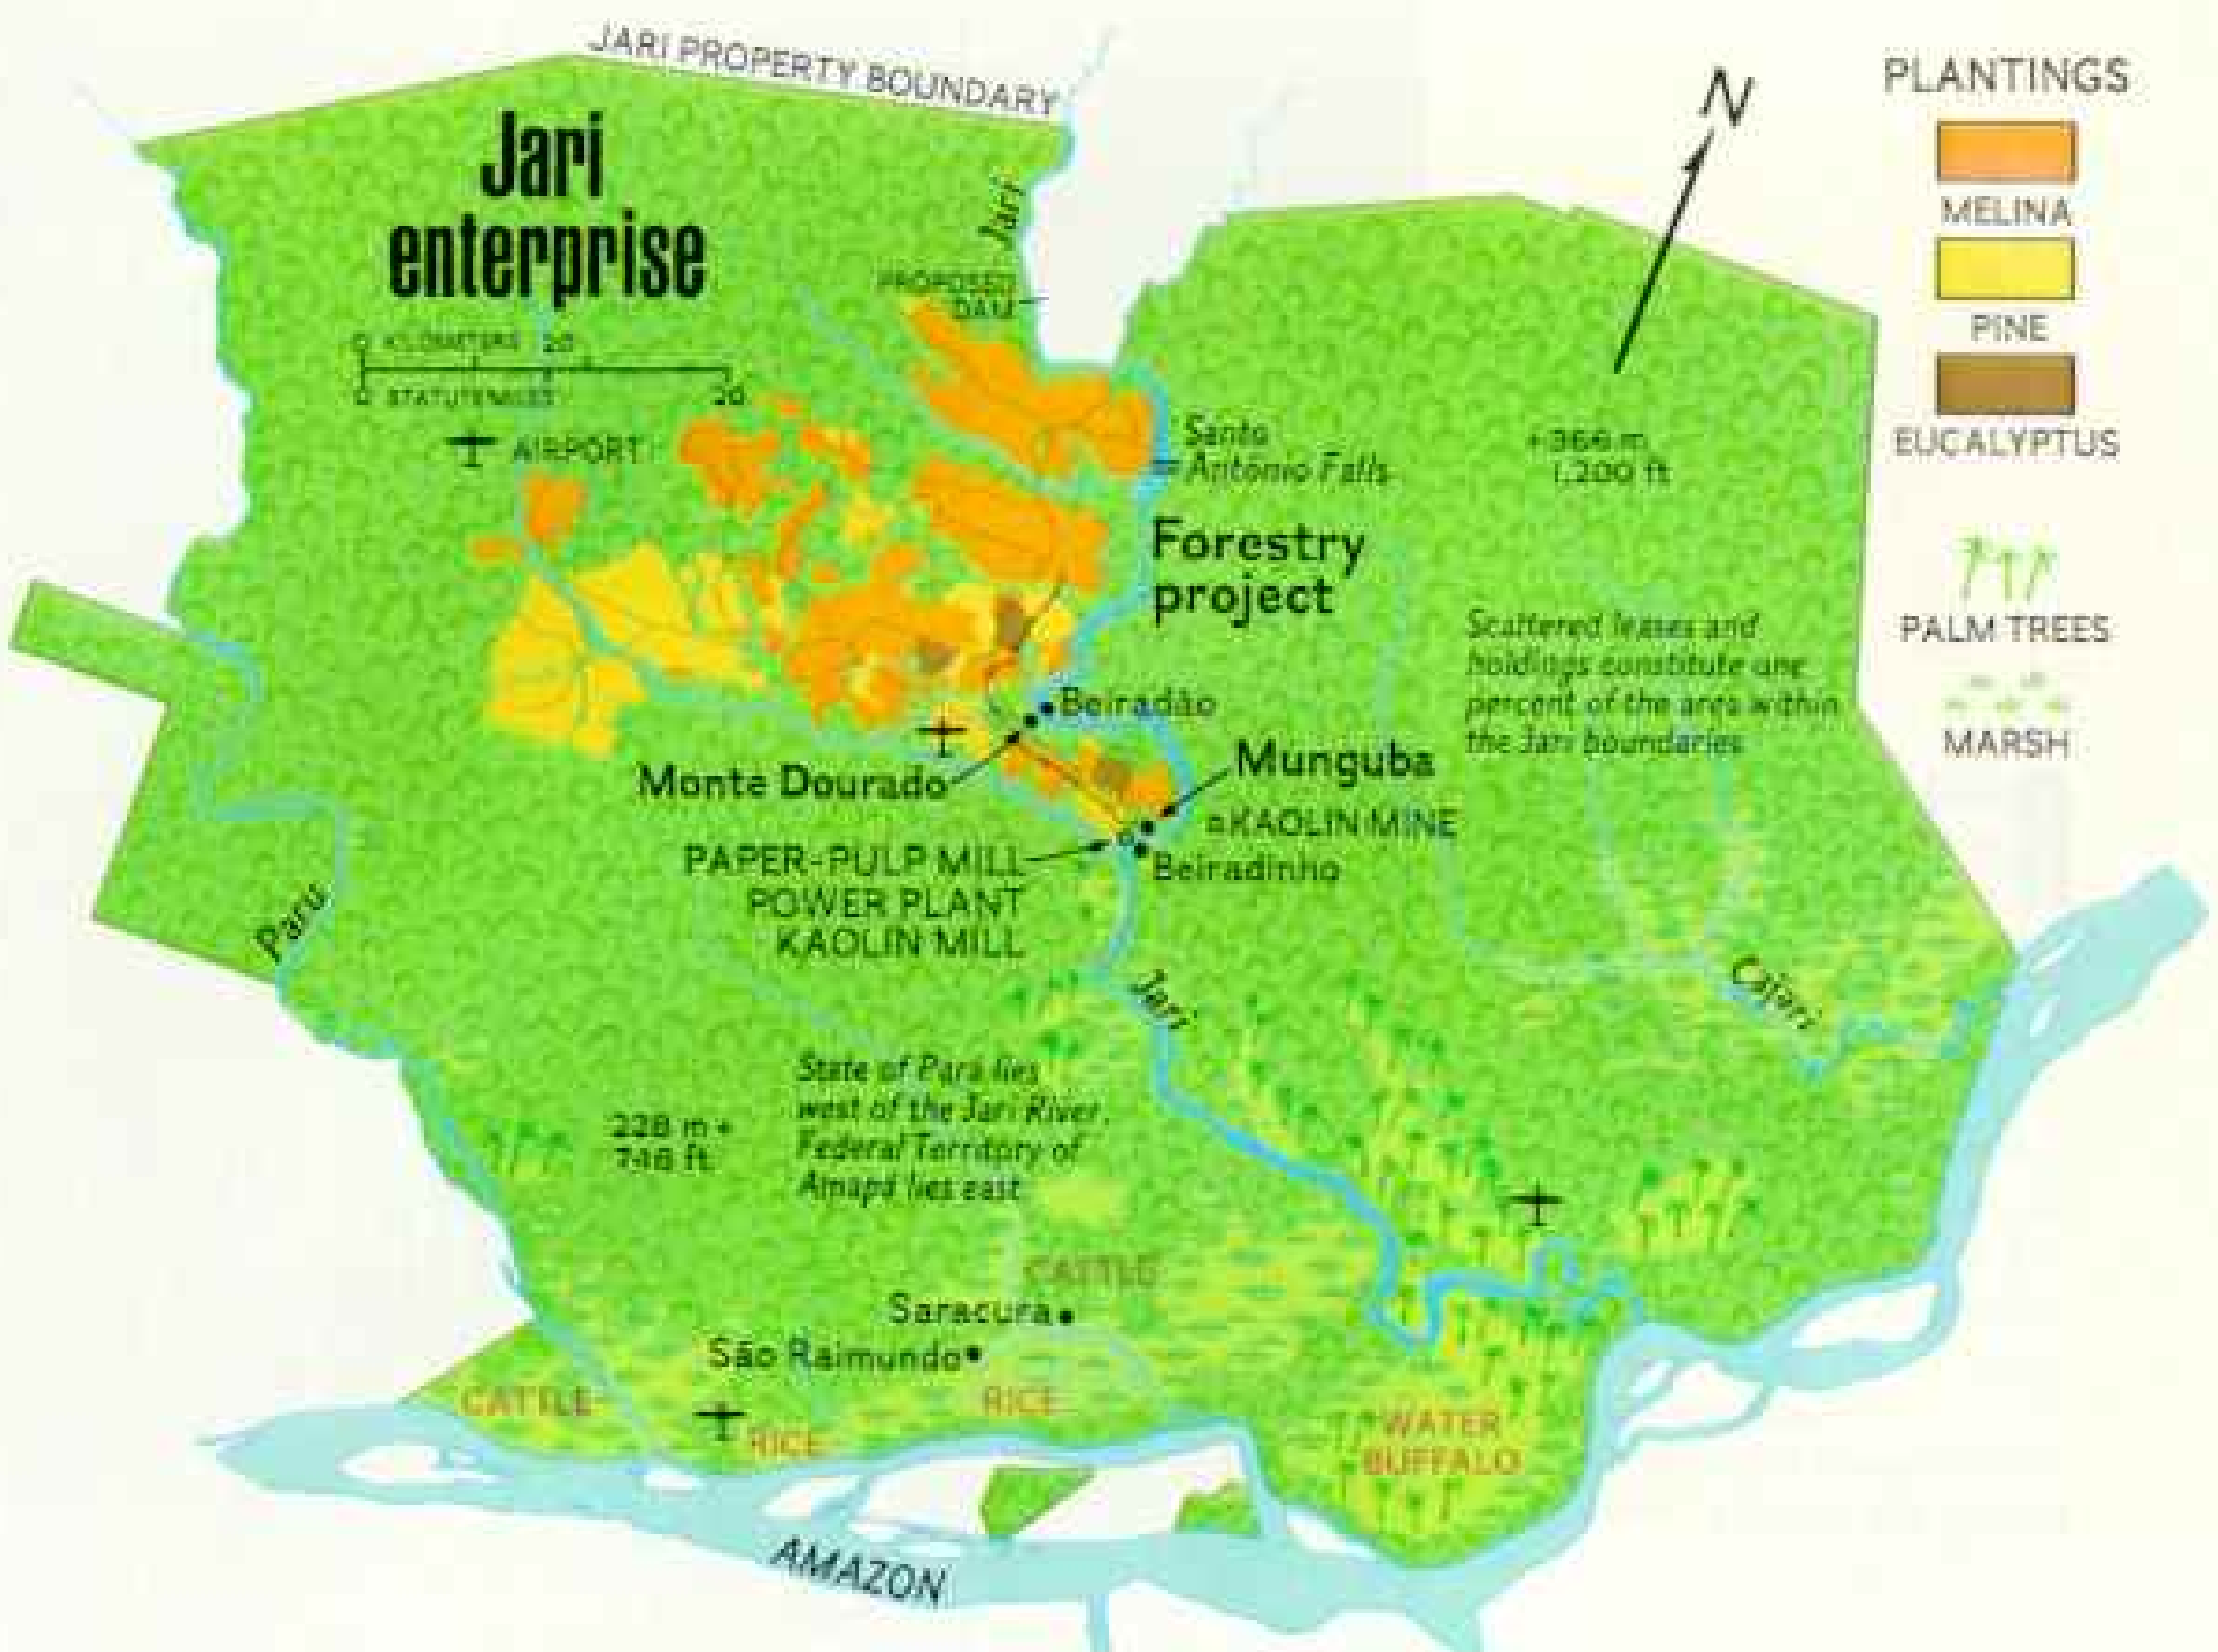 JARI PROPERTY BOUNDARY
Jari
enterprise
0 KILOMETERS 20
0 STATUTE MILES 20
AIRPORT
Jari
PROPOSED
DAM
N
PLANTINGS
MELINA
PINE
EUCALYPTUS
PALM TREES
MARSH
Santo
Antônio Falls
+366 m
1,200 ft
Forestry
project
Scattered leases and
holdings constitute one
percent of the area within
the Jari boundaries
Beiradão
Monte Dourado
Munguba
KAOLIN MINE
PAPER-PULP MILL
POWER PLANT
KAOLIN MILL
Beiradinho
Paru
Jari
Cajari
State of Pará lies
west of the Jari River,
Federal Territory of
Amapá lies east
228 m +
748 ft
CATTLE
Saracura
São Raimundo
CATTLE
RICE
RICE
WATER
BUFFALO
AMAZON